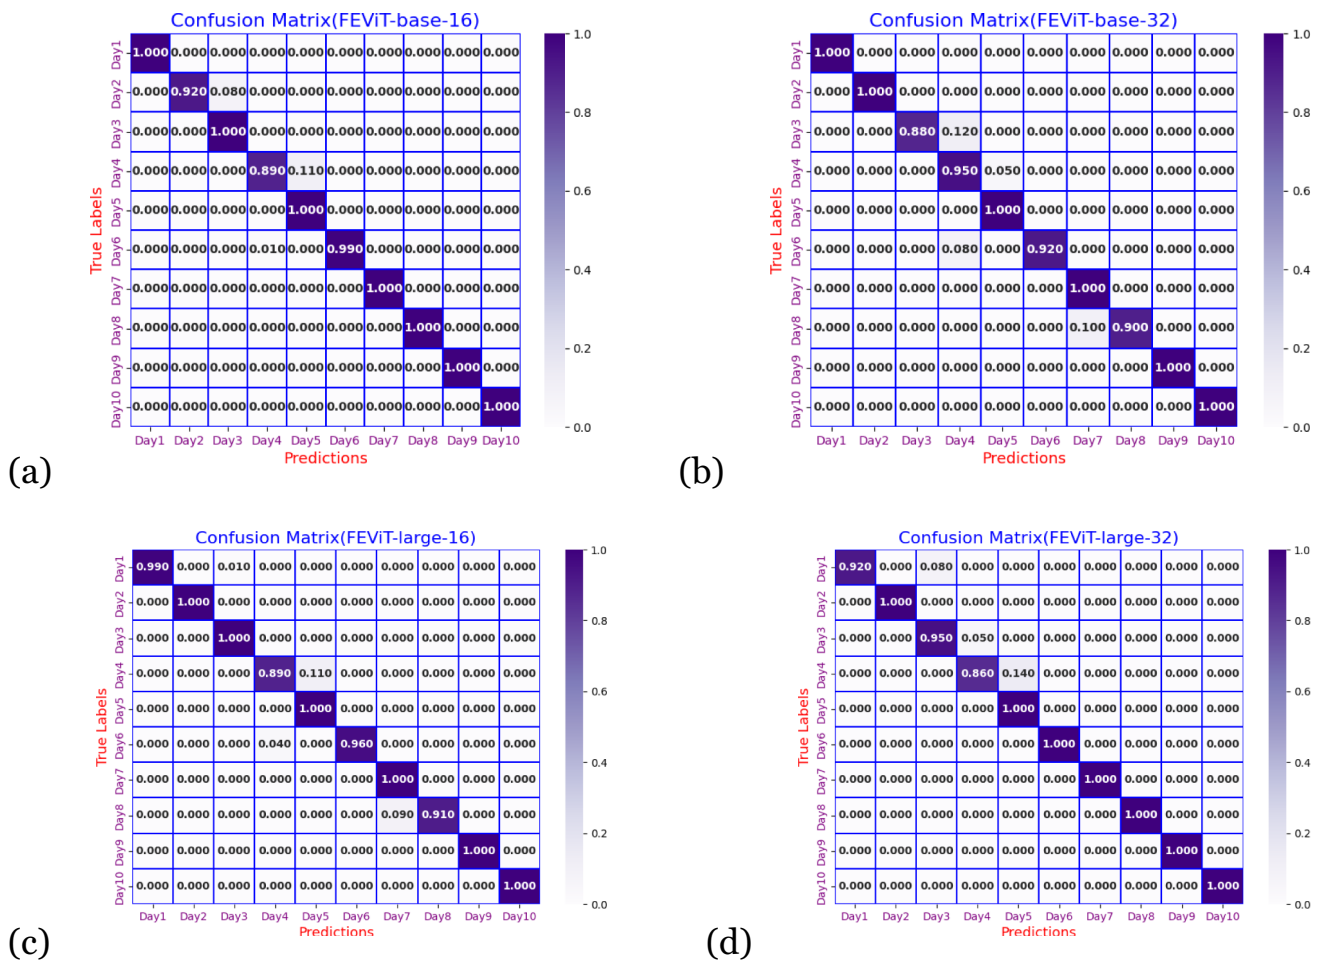 Confusion Matrix(FEViT-base-16)
Day1 1.000 0.000 0.000 0.000 0.000 0.000 0.000 0.000 0.000 0.000
Day2 0.000 0.920 0.080 0.000 0.000 0.000 0.000 0.000 0.000 0.000
Day3 0.000 0.000 1.000 0.000 0.000 0.000 0.000 0.000 0.000 0.000
Day4 0.000 0.000 0.000 0.890 0.110 0.000 0.000 0.000 0.000 0.000
Day5 0.000 0.000 0.000 0.000 1.000 0.000 0.000 0.000 0.000 0.000
Day6 0.000 0.000 0.000 0.010 0.000 0.990 0.000 0.000 0.000 0.000
Day7 0.000 0.000 0.000 0.000 0.000 0.000 1.000 0.000 0.000 0.000
Day8 0.000 0.000 0.000 0.000 0.000 0.000 0.000 1.000 0.000 0.000
Day9 0.000 0.000 0.000 0.000 0.000 0.000 0.000 0.000 1.000 0.000
Day10 0.000 0.000 0.000 0.000 0.000 0.000 0.000 0.000 0.000 1.000
Day1 Day2 Day3 Day4 Day5 Day6 Day7 Day8 Day9 Day10
Predictions
True Labels
1.0
0.8
0.6
0.4
0.2
0.0
(a)
Confusion Matrix(FEViT-base-32)
Day1 1.000 0.000 0.000 0.000 0.000 0.000 0.000 0.000 0.000 0.000
Day2 0.000 1.000 0.000 0.000 0.000 0.000 0.000 0.000 0.000 0.000
Day3 0.000 0.000 0.880 0.120 0.000 0.000 0.000 0.000 0.000 0.000
Day4 0.000 0.000 0.000 0.950 0.050 0.000 0.000 0.000 0.000 0.000
Day5 0.000 0.000 0.000 0.000 1.000 0.000 0.000 0.000 0.000 0.000
Day6 0.000 0.000 0.000 0.080 0.000 0.920 0.000 0.000 0.000 0.000
Day7 0.000 0.000 0.000 0.000 0.000 0.000 1.000 0.000 0.000 0.000
Day8 0.000 0.000 0.000 0.000 0.000 0.000 0.100 0.900 0.000 0.000
Day9 0.000 0.000 0.000 0.000 0.000 0.000 0.000 0.000 1.000 0.000
Day10 0.000 0.000 0.000 0.000 0.000 0.000 0.000 0.000 0.000 1.000
Day1 Day2 Day3 Day4 Day5 Day6 Day7 Day8 Day9 Day10
Predictions
True Labels
1.0
0.8
0.6
0.4
0.2
0.0
(b)
Confusion Matrix(FEViT-large-16)
Day1 0.990 0.000 0.010 0.000 0.000 0.000 0.000 0.000 0.000 0.000
Day2 0.000 1.000 0.000 0.000 0.000 0.000 0.000 0.000 0.000 0.000
Day3 0.000 0.000 1.000 0.000 0.000 0.000 0.000 0.000 0.000 0.000
Day4 0.000 0.000 0.000 0.890 0.110 0.000 0.000 0.000 0.000 0.000
Day5 0.000 0.000 0.000 0.000 1.000 0.000 0.000 0.000 0.000 0.000
Day6 0.000 0.000 0.000 0.040 0.000 0.960 0.000 0.000 0.000 0.000
Day7 0.000 0.000 0.000 0.000 0.000 0.000 1.000 0.000 0.000 0.000
Day8 0.000 0.000 0.000 0.000 0.000 0.000 0.090 0.910 0.000 0.000
Day9 0.000 0.000 0.000 0.000 0.000 0.000 0.000 0.000 1.000 0.000
Day10 0.000 0.000 0.000 0.000 0.000 0.000 0.000 0.000 0.000 1.000
Day1 Day2 Day3 Day4 Day5 Day6 Day7 Day8 Day9 Day10
Predictions
True Labels
1.0
0.8
0.6
0.4
0.2
0.0
(c)
Confusion Matrix(FEViT-large-32)
Day1 0.920 0.000 0.080 0.000 0.000 0.000 0.000 0.000 0.000 0.000
Day2 0.000 1.000 0.000 0.000 0.000 0.000 0.000 0.000 0.000 0.000
Day3 0.000 0.000 0.950 0.050 0.000 0.000 0.000 0.000 0.000 0.000
Day4 0.000 0.000 0.000 0.860 0.140 0.000 0.000 0.000 0.000 0.000
Day5 0.000 0.000 0.000 0.000 1.000 0.000 0.000 0.000 0.000 0.000
Day6 0.000 0.000 0.000 0.000 0.000 1.000 0.000 0.000 0.000 0.000
Day7 0.000 0.000 0.000 0.000 0.000 0.000 1.000 0.000 0.000 0.000
Day8 0.000 0.000 0.000 0.000 0.000 0.000 0.000 1.000 0.000 0.000
Day9 0.000 0.000 0.000 0.000 0.000 0.000 0.000 0.000 1.000 0.000
Day10 0.000 0.000 0.000 0.000 0.000 0.000 0.000 0.000 0.000 1.000
Day1 Day2 Day3 Day4 Day5 Day6 Day7 Day8 Day9 Day10
Predictions
True Labels
1.0
0.8
0.6
0.4
0.2
0.0
(d)